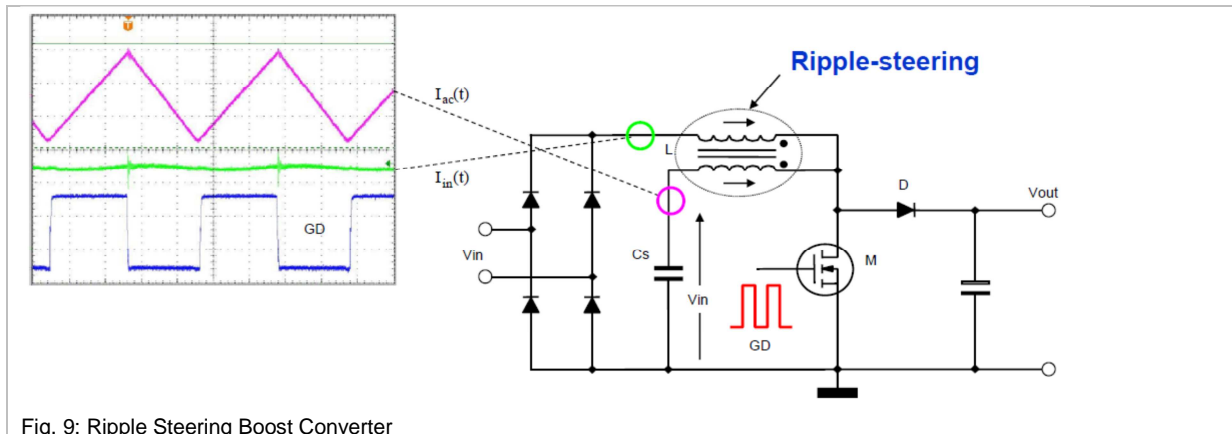 T
Ripple-steering
I_ac(t)
L
I_in(t)
GD
D
Vout
Vin
Cs
Vin
M
GD
Fig. 9: Ripple Steering Boost Converter